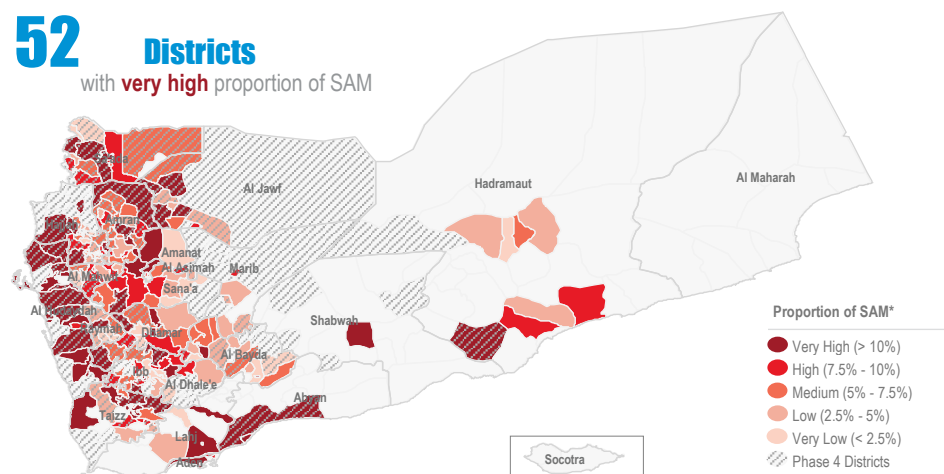 52
Districts
with very high proportion of SAM
Sa'ada
Al Jawf
Hadramaut
Al Maharah
Hajjah
Amran
Amanat
Al Asimah
Marib
Al Mahwit
Sana'a
Al Hudaydah
Raymah
Dhamar
Shabwah
Al Bayda
Ibb
Al Dhale'e
Abyan
Taizz
Lahj
Aden
Socotra
Proportion of SAM*
Very High (> 10%)
High (7.5% - 10%)
Medium (5% - 7.5%)
Low (2.5% - 5%)
Very Low (< 2.5%)
Phase 4 Districts